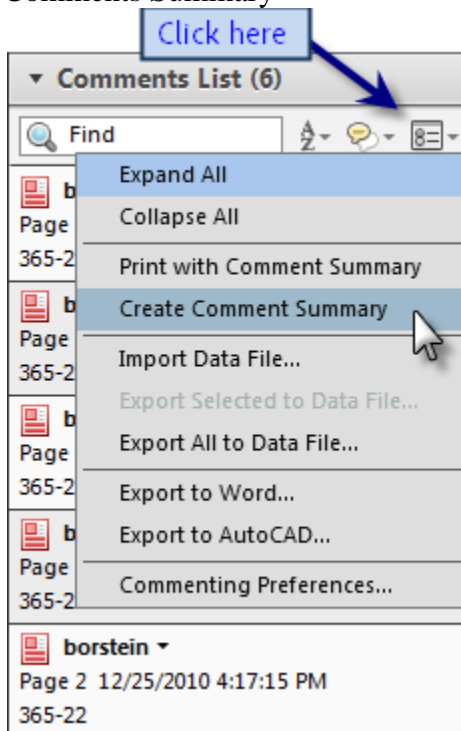 Comments Summary
Click here
Comments List (6)
Find
b
Expand All
Page
Collapse All
365-2
Print with Comment Summary
b
Create Comment Summary
Page
Import Data File...
365-2
Export Selected to Data File...
b
Export All to Data File...
Page
365-2
Export to Word...
b
Export to AutoCAD...
Page
Commenting Preferences...
365-2
borstein
Page 2 12/25/2010 4:17:15 PM
365-22